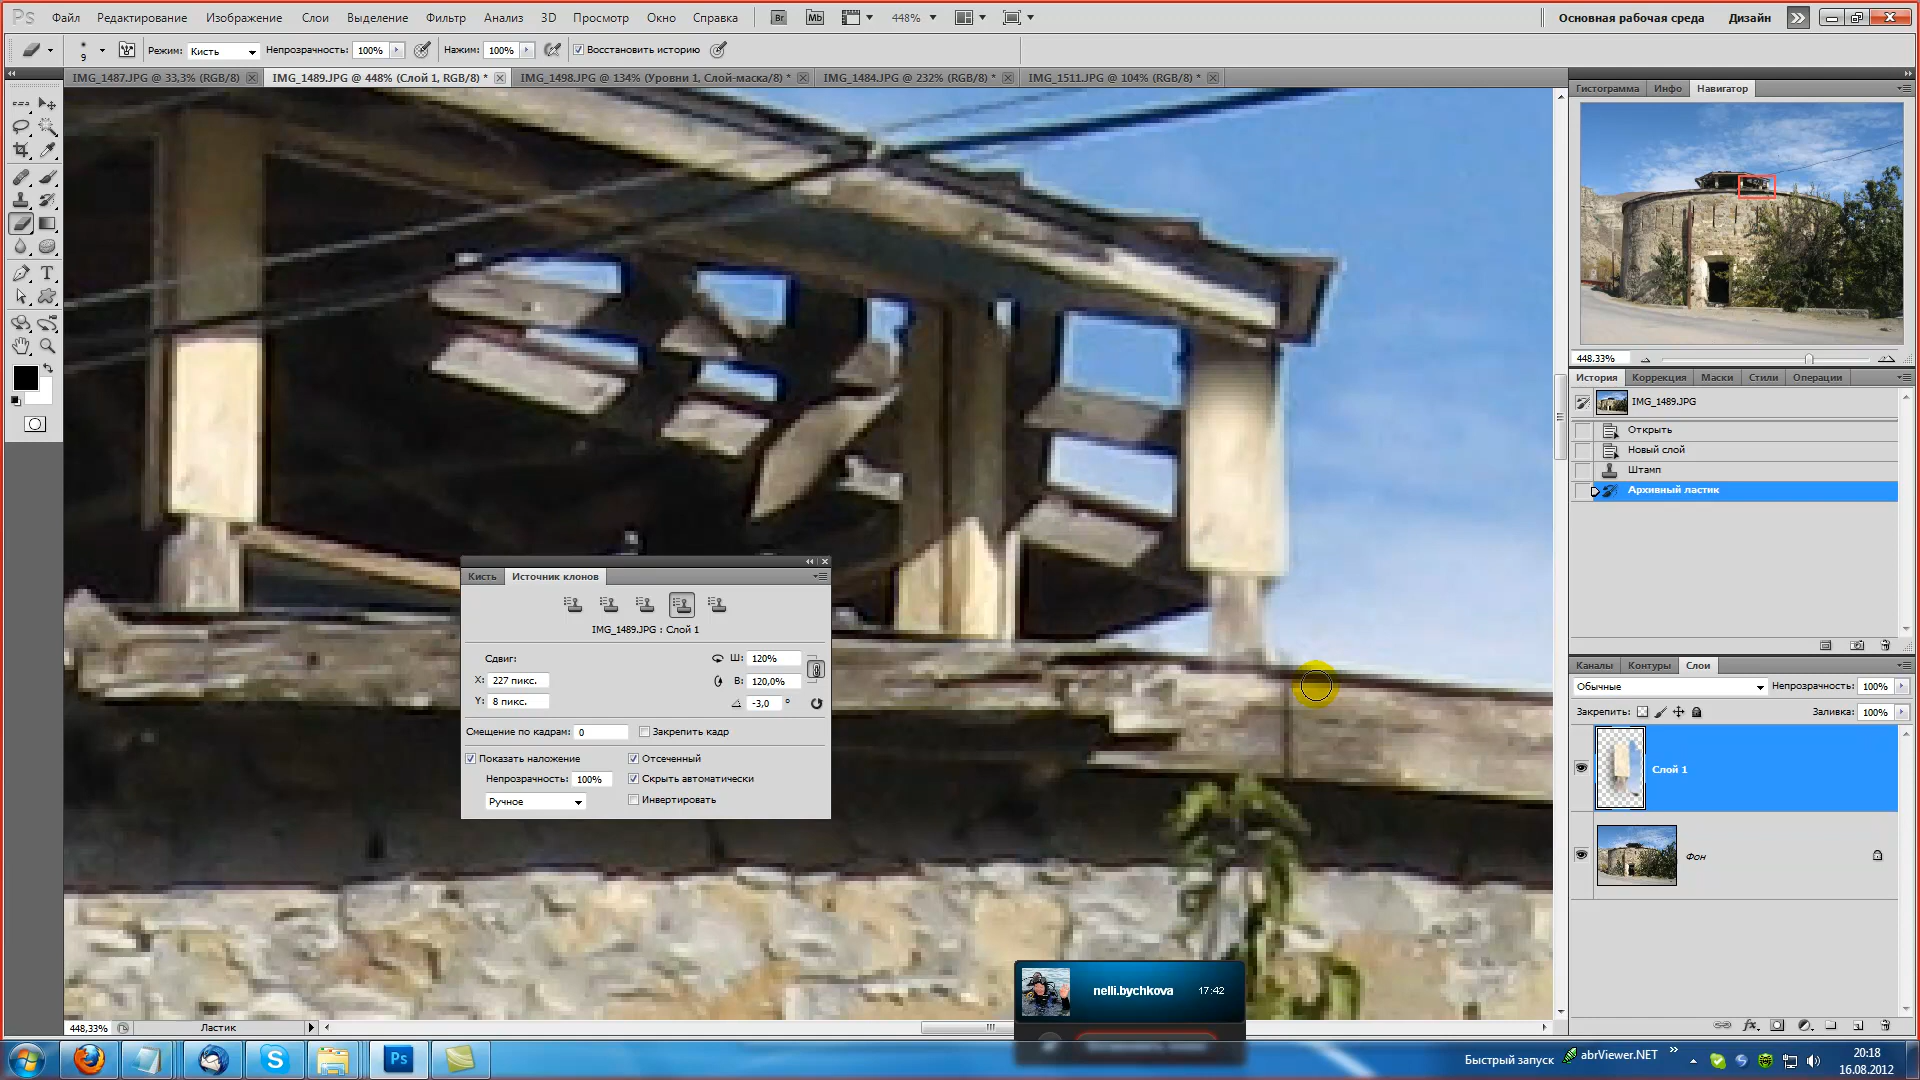 Ps Файл Редактирование Изображение Слои Выделение Фильтр Анализ 3D Просмотр Окно Справка Br Mb 448% Основная рабочая среда Дизайн
9 Режим: Кисть Непрозрачность: 100% Нажим: 100% Восстановить историю
IMG_1487.JPG @ 33,3% (RGB/8) IMG_1489.JPG @ 448% (Слой 1, RGB/8) * IMG_1498.JPG @ 134% (Уровни 1, Слой-маска/8) * IMG_1484.JPG @ 232% (RGB/8) * IMG_1511.JPG @ 104% (RGB/8) *
Гистограмма Инфо Навигатор
448.33%
История Коррекция Маски Стили Операции
IMG_1489.JPG
Открыть
Новый слой
Штамп
Архивный ластик
Кисть Источник клонов
IMG_1489.JPG : Слой 1
Сдвиг: Ш: 120%
X: 227 пикс. В: 120,0%
Y: 8 пикс. -3,0 °
Смещение по кадрам: 0 Закрепить кадр
Показать наложение Отсеченный
Непрозрачность: 100% Скрыть автоматически
Ручное Инвертировать
Каналы Контуры Слои
Обычные Непрозрачность: 100%
Закрепить: Заливка: 100%
Слой 1
Фон
nelli.bychkova 17:42
448,33% Ластик
Ps Быстрый запуск abrViewer.NET 20:18
16.08.2012